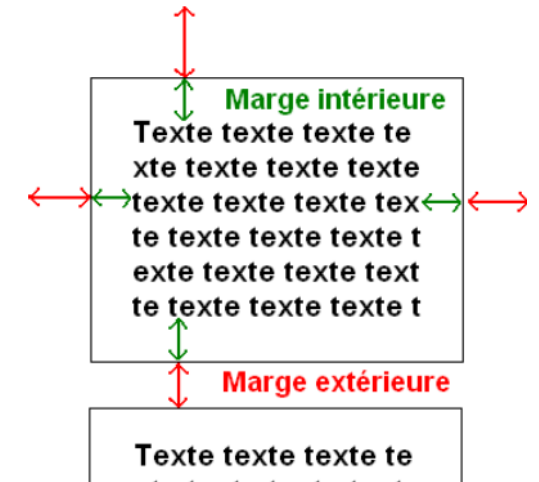 Marge intérieure
Texte texte texte te
xte texte texte texte
texte texte texte tex
te texte texte texte t
exte texte texte text
te texte texte texte t
Marge extérieure
Texte texte texte te